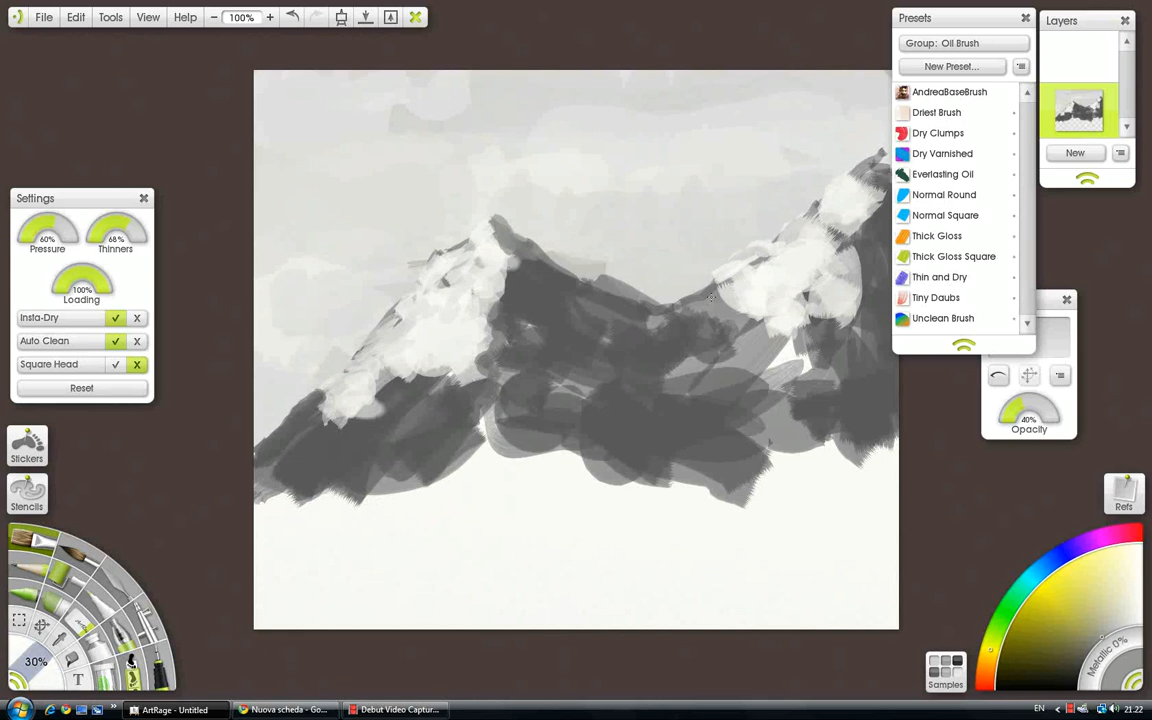 File Edit Tools View Help 100%
Presets
Group: Oil Brush
New Preset...
AndreaBaseBrush
Driest Brush
Dry Clumps
Dry Varnished
Everlasting Oil
Normal Round
Normal Square
Thick Gloss
Thick Gloss Square
Thin and Dry
Tiny Daubs
Unclean Brush
Layers
New
Settings
60% 68%
Pressure Thinners
100%
Loading
Insta-Dry X
Auto Clean X
Square Head X
Reset
40%
Opacity
Stickers
Stencils
Refs
30%
T
Metallic 0%
Samples
ArtRage - Untitled
Nuova scheda - Go...
Debut Video Captur...
EN
21.22